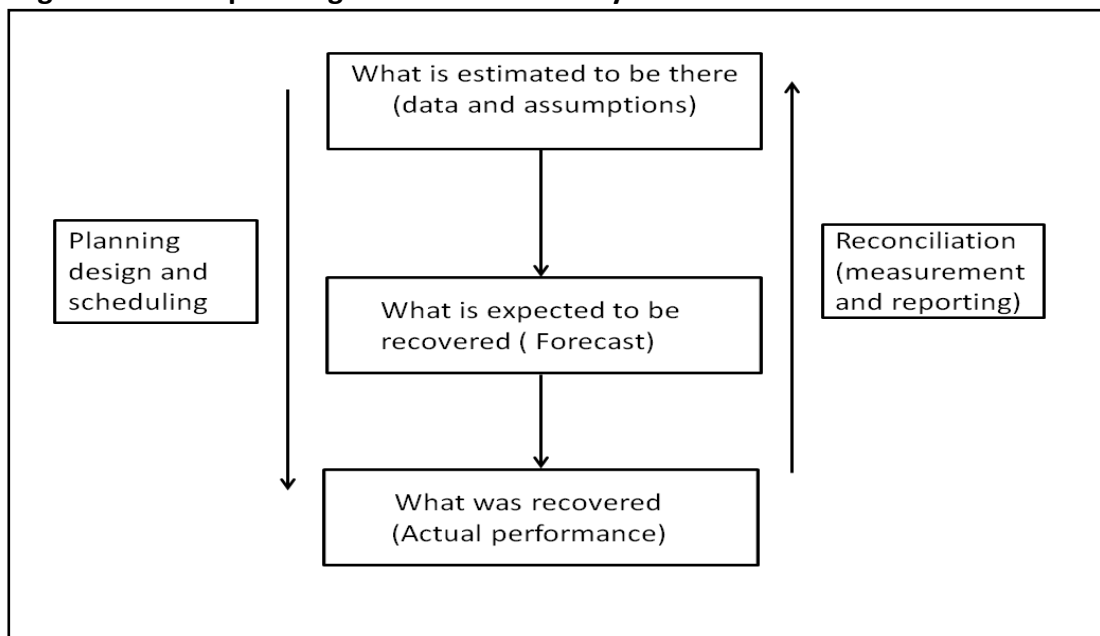 What is estimated to be there
(data and assumptions)
Planning
design and
scheduling
Reconciliation
(measurement
and reporting)
What is expected to be
recovered ( Forecast)
What was recovered
(Actual performance)